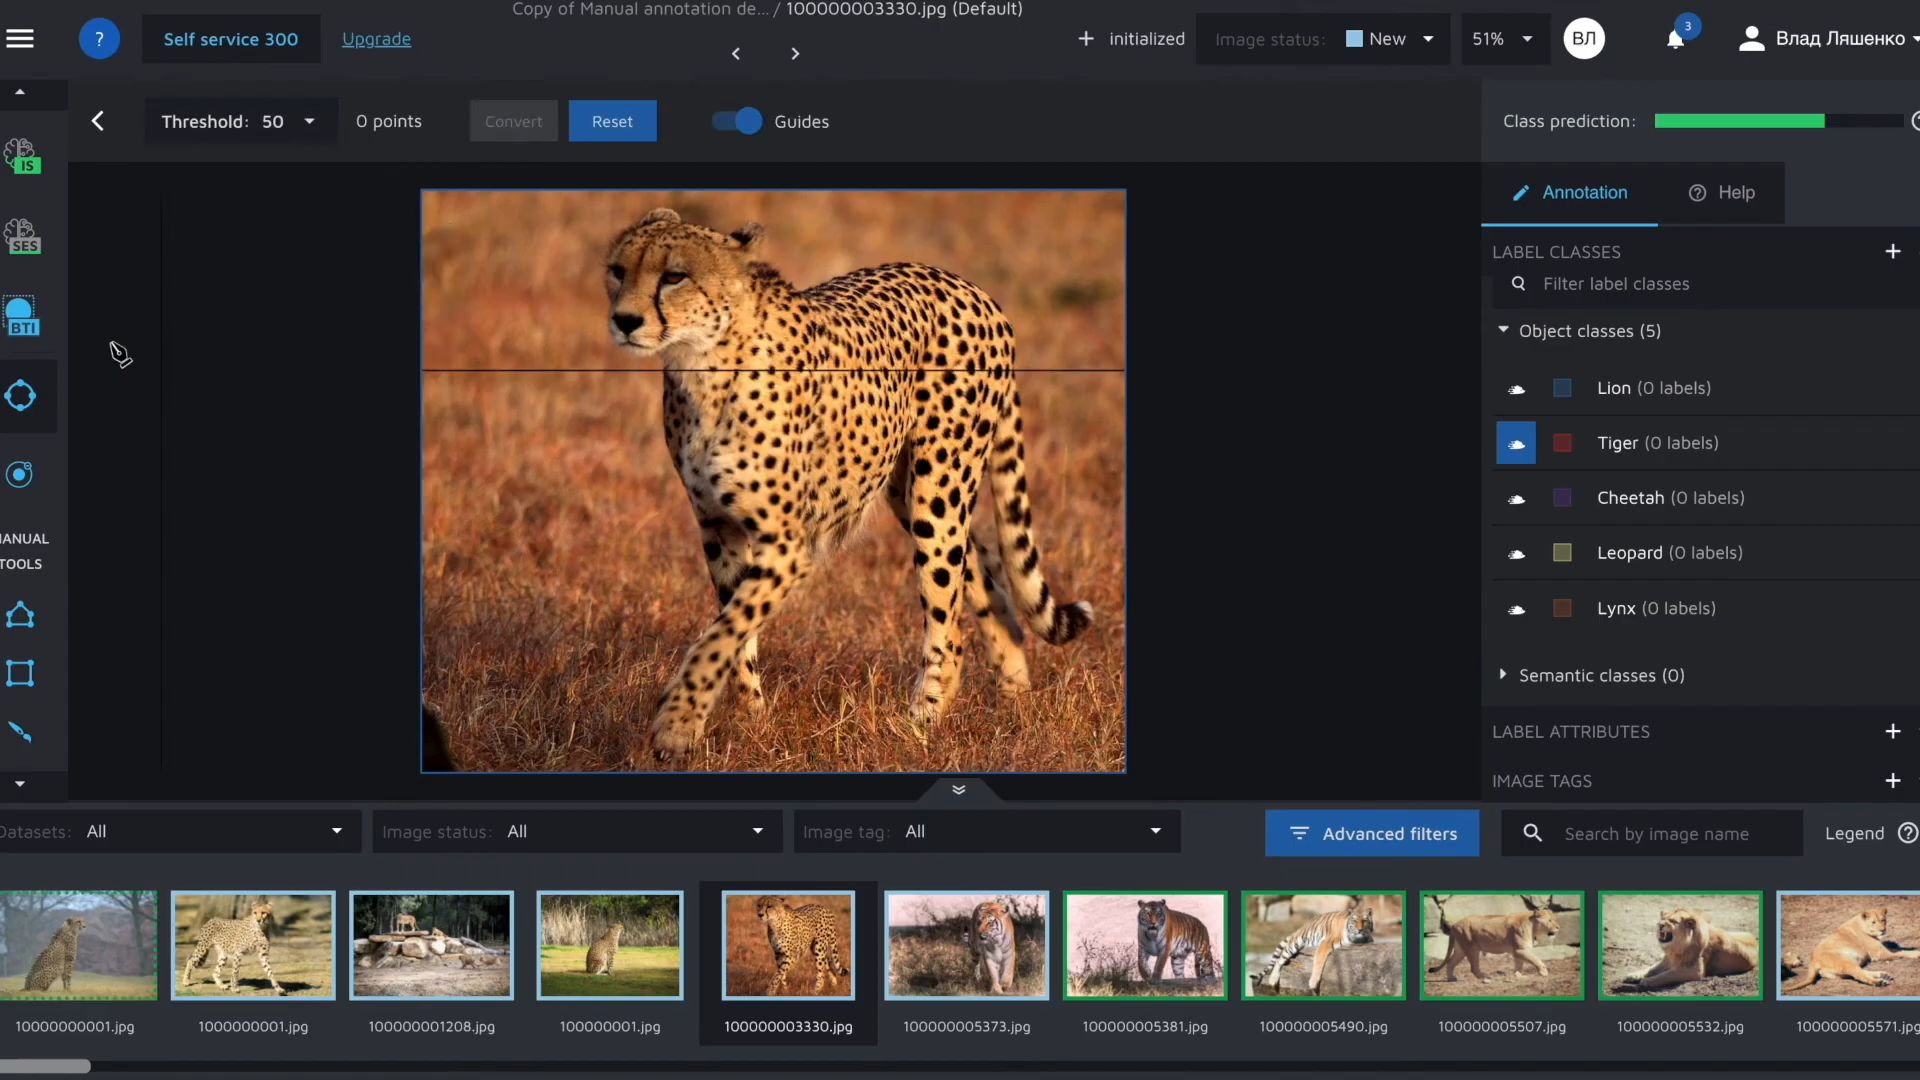 Copy of Manual annotation de... / 100000003330.jpg (Default)
?
Self service 300
Upgrade
initialized
Image status: New
51%
ВЛ
3
Влад Ляшенко
Threshold: 50
0 points
Convert
Reset
Guides
Class prediction:
IS
SES
BTI
ANUAL
TOOLS
Annotation
Help
LABEL CLASSES
Filter label classes
Object classes (5)
Lion (0 labels)
Tiger (0 labels)
Cheetah (0 labels)
Leopard (0 labels)
Lynx (0 labels)
Semantic classes (0)
LABEL ATTRIBUTES
IMAGE TAGS
Datasets: All
Image status: All
Image tag: All
Advanced filters
Search by image name
Legend
10000000001.jpg
100000001.jpg
100000001208.jpg
100000001.jpg
100000003330.jpg
100000005373.jpg
100000005381.jpg
100000005490.jpg
100000005507.jpg
100000005532.jpg
100000005571.jpg